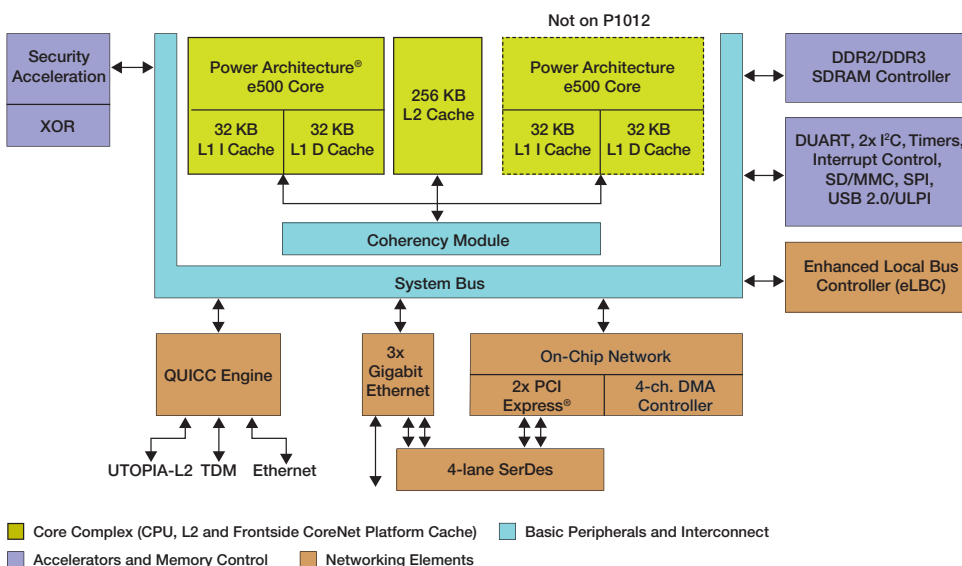 Not on P1012
Security
Acceleration
XOR
Power Architecture®
e500 Core
32 KB
L1 I Cache
32 KB
L1 D Cache
256 KB
L2 Cache
Power Architecture
e500 Core
32 KB
L1 I Cache
32 KB
L1 D Cache
DDR2/DDR3
SDRAM Controller
DUART, 2x I²C, Timers,
Interrupt Control,
SD/MMC, SPI,
USB 2.0/ULPI
Coherency Module
System Bus
Enhanced Local Bus
Controller (eLBC)
QUICC Engine
3x
Gigabit
Ethernet
On-Chip Network
2x PCI
Express®
4-ch. DMA
Controller
UTOPIA-L2
TDM
Ethernet
4-lane SerDes
Core Complex (CPU, L2 and Frontside CoreNet Platform Cache)
Basic Peripherals and Interconnect
Accelerators and Memory Control
Networking Elements